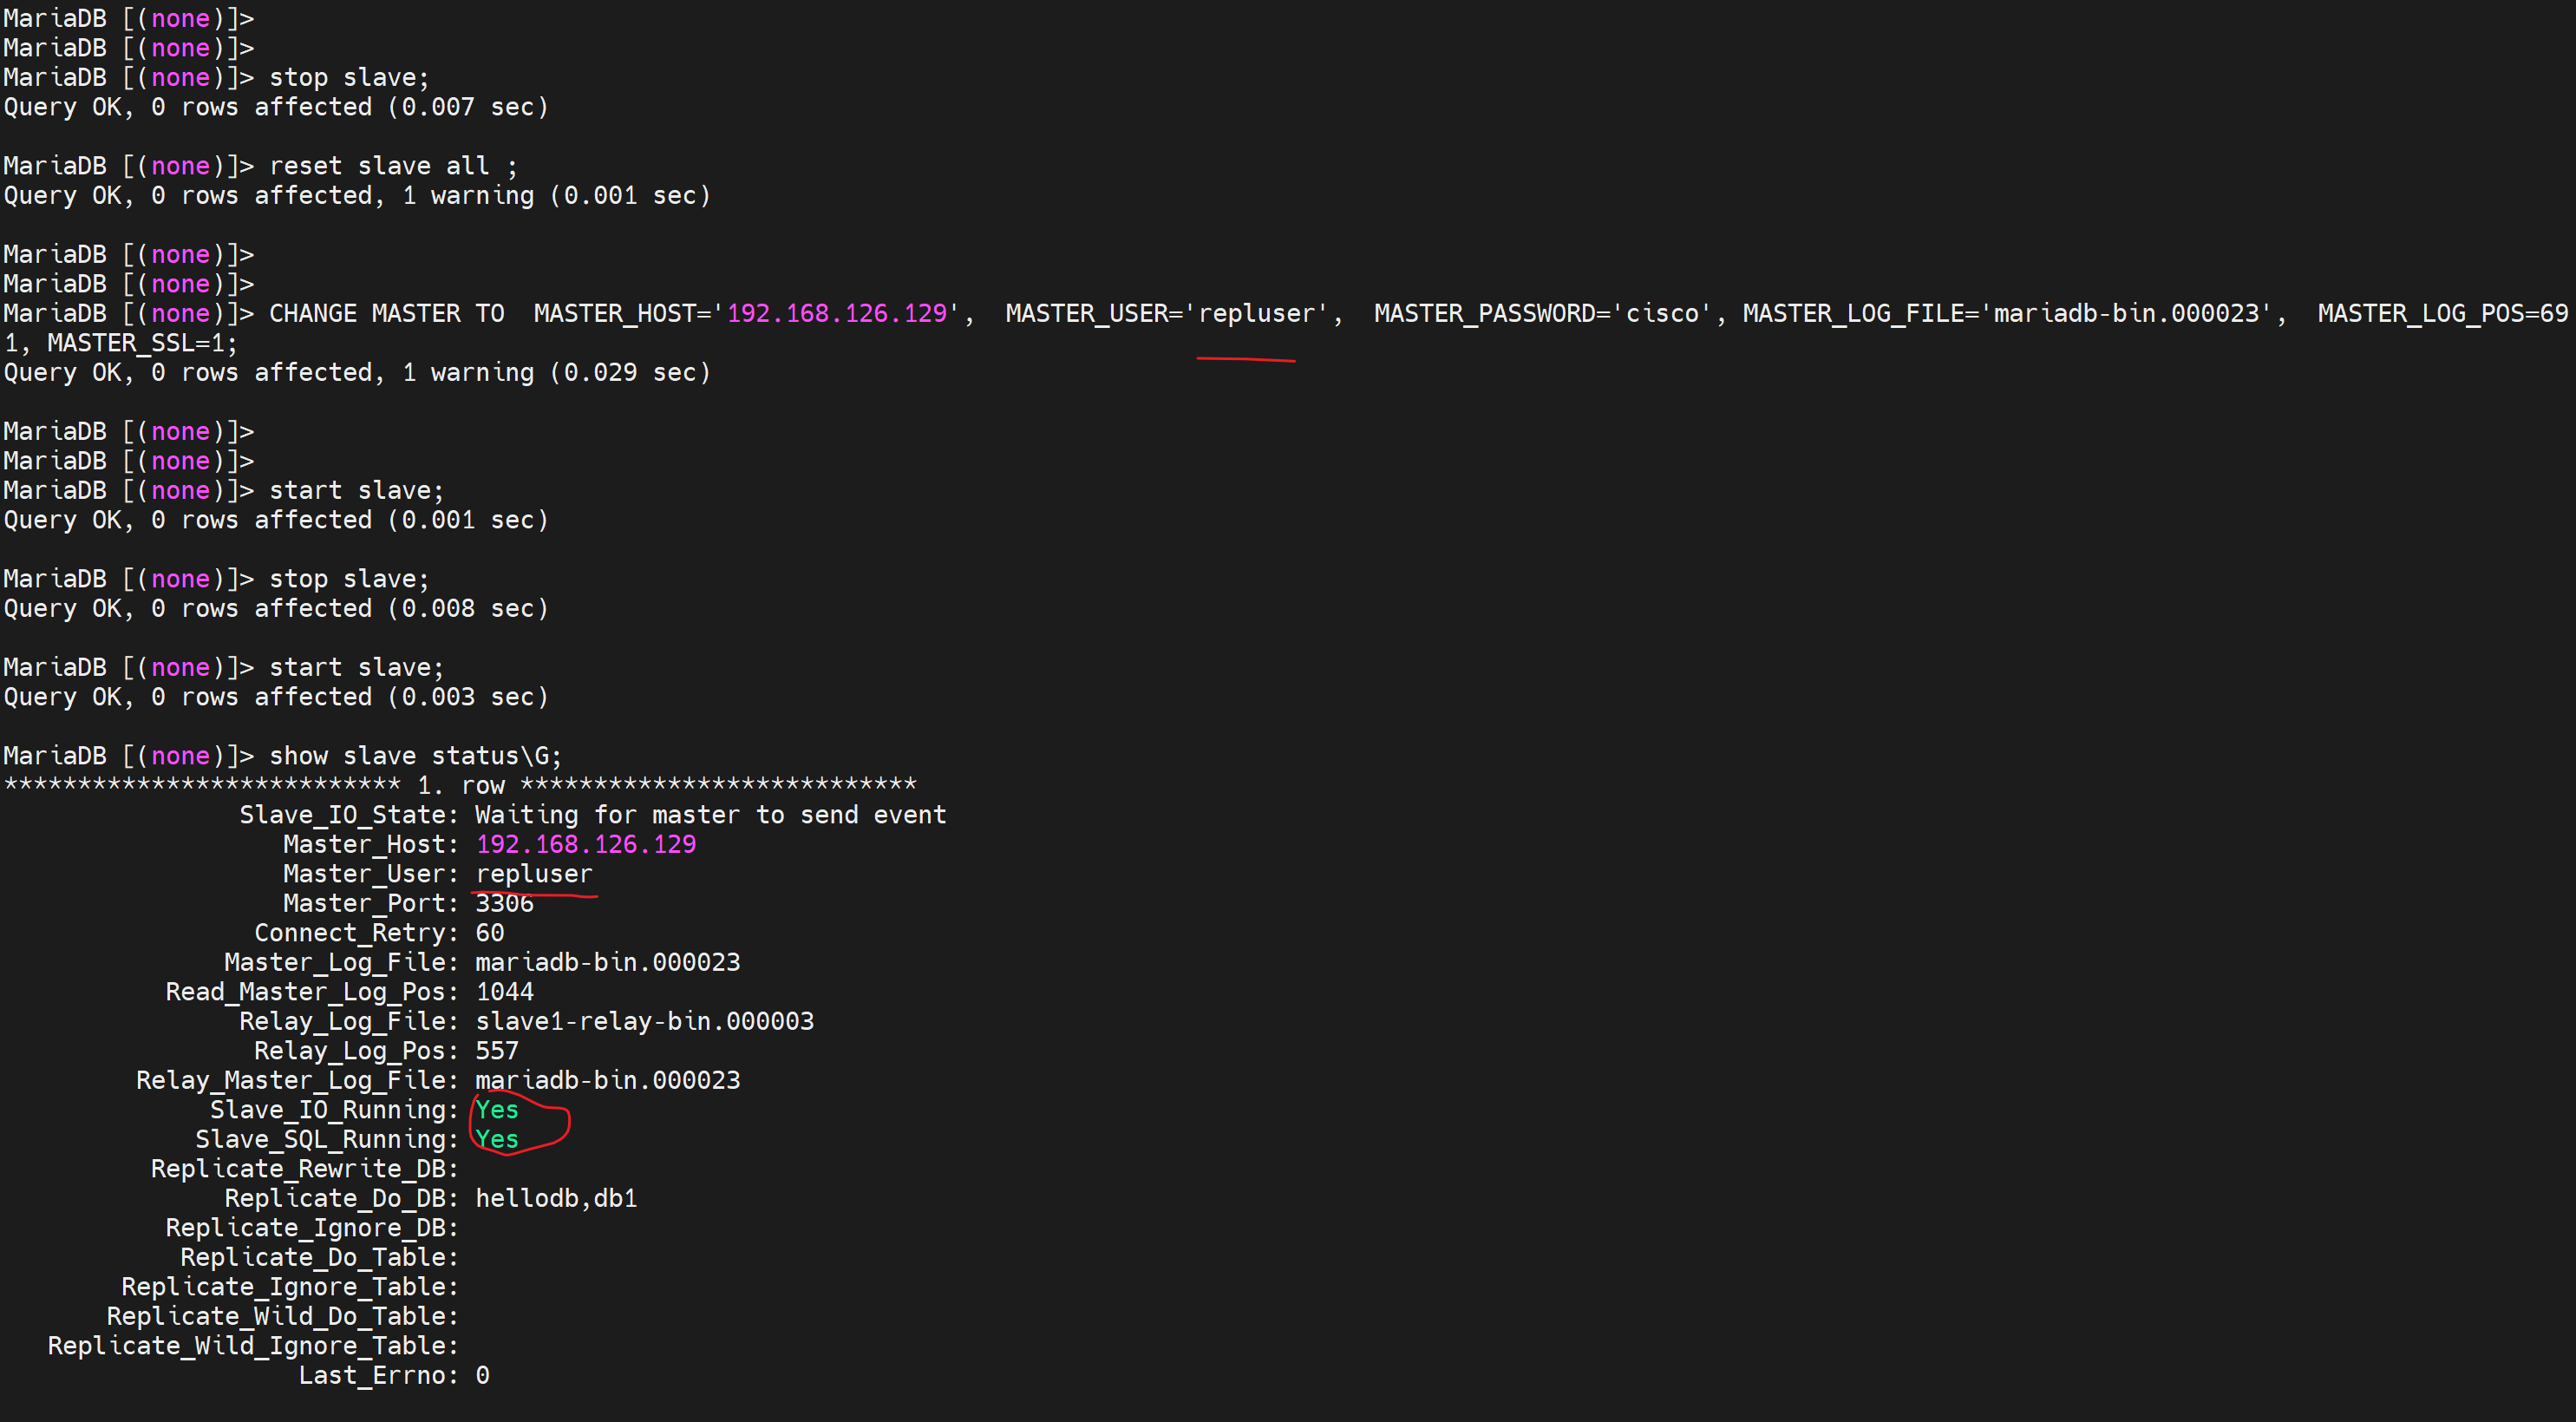 MariaDB [(none)]>
MariaDB [(none)]>
MariaDB [(none)]> stop slave;
Query OK, 0 rows affected (0.007 sec)
MariaDB [(none)]> reset slave all ;
Query OK, 0 rows affected, 1 warning (0.001 sec)
MariaDB [(none)]>
MariaDB [(none)]>
MariaDB [(none)]> CHANGE MASTER TO  MASTER_HOST='192.168.126.129',  MASTER_USER='repluser',  MASTER_PASSWORD='cisco', MASTER_LOG_FILE='mariadb-bin.000023',  MASTER_LOG_POS=69
1, MASTER_SSL=1;
Query OK, 0 rows affected, 1 warning (0.029 sec)
MariaDB [(none)]>
MariaDB [(none)]>
MariaDB [(none)]> start slave;
Query OK, 0 rows affected (0.001 sec)
MariaDB [(none)]> stop slave;
Query OK, 0 rows affected (0.008 sec)
MariaDB [(none)]> start slave;
Query OK, 0 rows affected (0.003 sec)
MariaDB [(none)]> show slave status\G;
*************************** 1. row ***************************
Slave_IO_State: Waiting for master to send event
Master_Host: 192.168.126.129
Master_User: repluser
Master_Port: 3306
Connect_Retry: 60
Master_Log_File: mariadb-bin.000023
Read_Master_Log_Pos: 1044
Relay_Log_File: slave1-relay-bin.000003
Relay_Log_Pos: 557
Relay_Master_Log_File: mariadb-bin.000023
Slave_IO_Running: Yes
Slave_SQL_Running: Yes
Replicate_Rewrite_DB:
Replicate_Do_DB: hellodb,db1
Replicate_Ignore_DB:
Replicate_Do_Table:
Replicate_Ignore_Table:
Replicate_Wild_Do_Table:
Replicate_Wild_Ignore_Table:
Last_Errno: 0